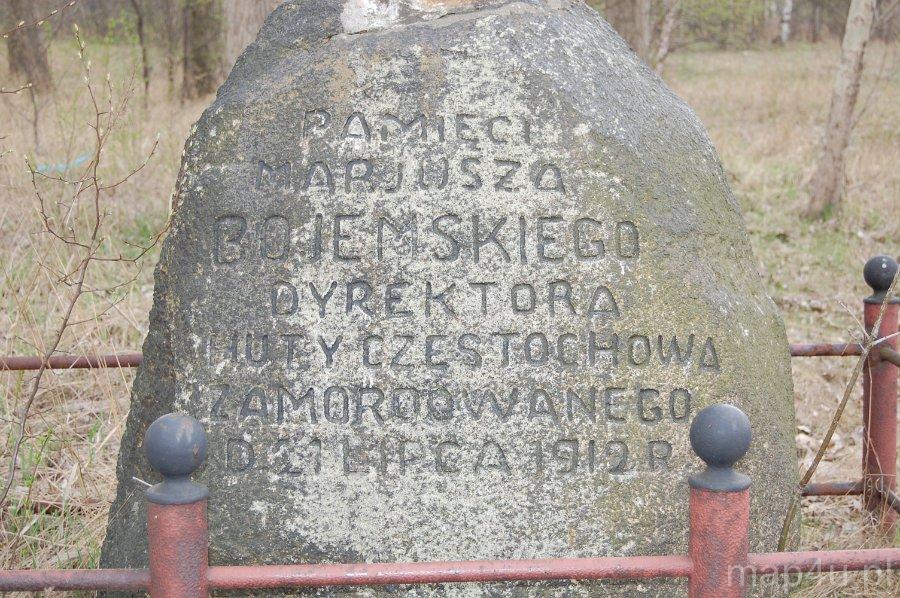 PAMIĘCI
MARJUSZA
BOJEMSKIEGO
DYREKTORA
HUTY CZĘSTOCHOWA
ZAMORDOWANEGO
D. 21 LIPCA 1912 R
map4u.pl